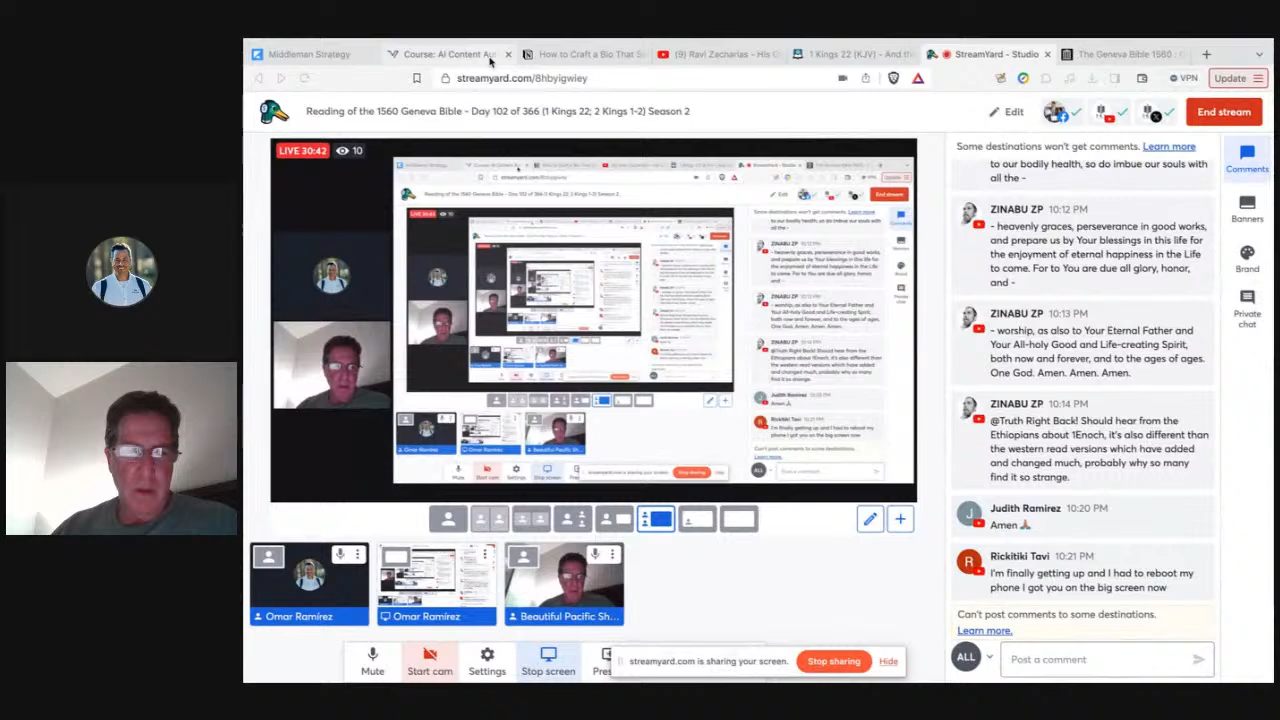 Middleman Strategy
Course: AI Content Au
How to Craft a Bio That S
(9) Ravi Zacharias - His O
1 Kings 22 (KJV) - And th
StreamYard - Studio
The Geneva Bible 1560 :
streamyard.com/8hbyigwiey
VPN
Update
Reading of the 1560 Geneva Bible - Day 102 of 366 (1 Kings 22; 2 Kings 1-2) Season 2
Edit
End stream
LIVE 30:42
10
Some destinations won't get comments. Learn more
to our bodily health, so do imbue our souls with
all the -
ZINABU ZP 10:12 PM
- heavenly graces, perseverance in good works,
and prepare us by Your blessings in this life for
the enjoyment of eternal happiness in the Life
to come. For to You are due all glory, honor,
and -
ZINABU ZP 10:13 PM
- worship, as also to Your Eternal Father and
Your All-holy Good and Life-creating Spirit,
both now and forever, and to the ages of ages.
One God. Amen. Amen.
ZINABU ZP 10:14 PM
@Truth Right Back! Should hear from the
Ethiopians about 1Enoch, it's also different than
the western read versions which have added
and changed much, probably why so many
find it so strange.
Judith Ramirez 10:20 PM
Amen🙏
Rickitiki Tavi 10:21 PM
I'm finally getting up and I had to reboot my
phone I got you on the big screen now
Can't post comments to some destinations.
Learn more.
ALL
Post a comment
Comments
Banners
Brand
Private
chat
Omar Ramírez
Omar Ramírez
Beautiful Pacific Sh...
Mute
Start cam
Settings
Stop screen
Pres
streamyard.com is sharing your screen.
Stop sharing
Hide